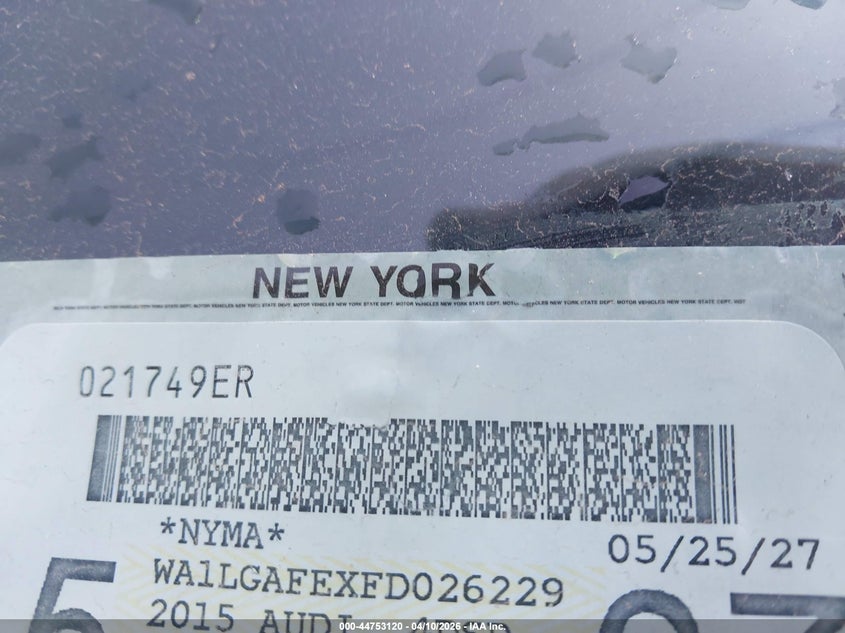 NEW YORK
021749ER
*NYMA*
05/25/27
WA1LGAFEXFD026229
2015 AUDI
000-44753120 - 04/10/2026 - IAA Inc.